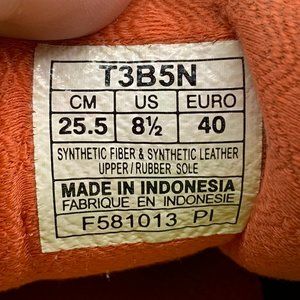 T3B5N
CM US EURO
25.5 8½ 40
SYNTHETIC FIBER & SYNTHETIC LEATHER
UPPER/RUBBER SOLE
MADE IN INDONESIA
FABRIQUE EN INDONESIE
F581013 PI